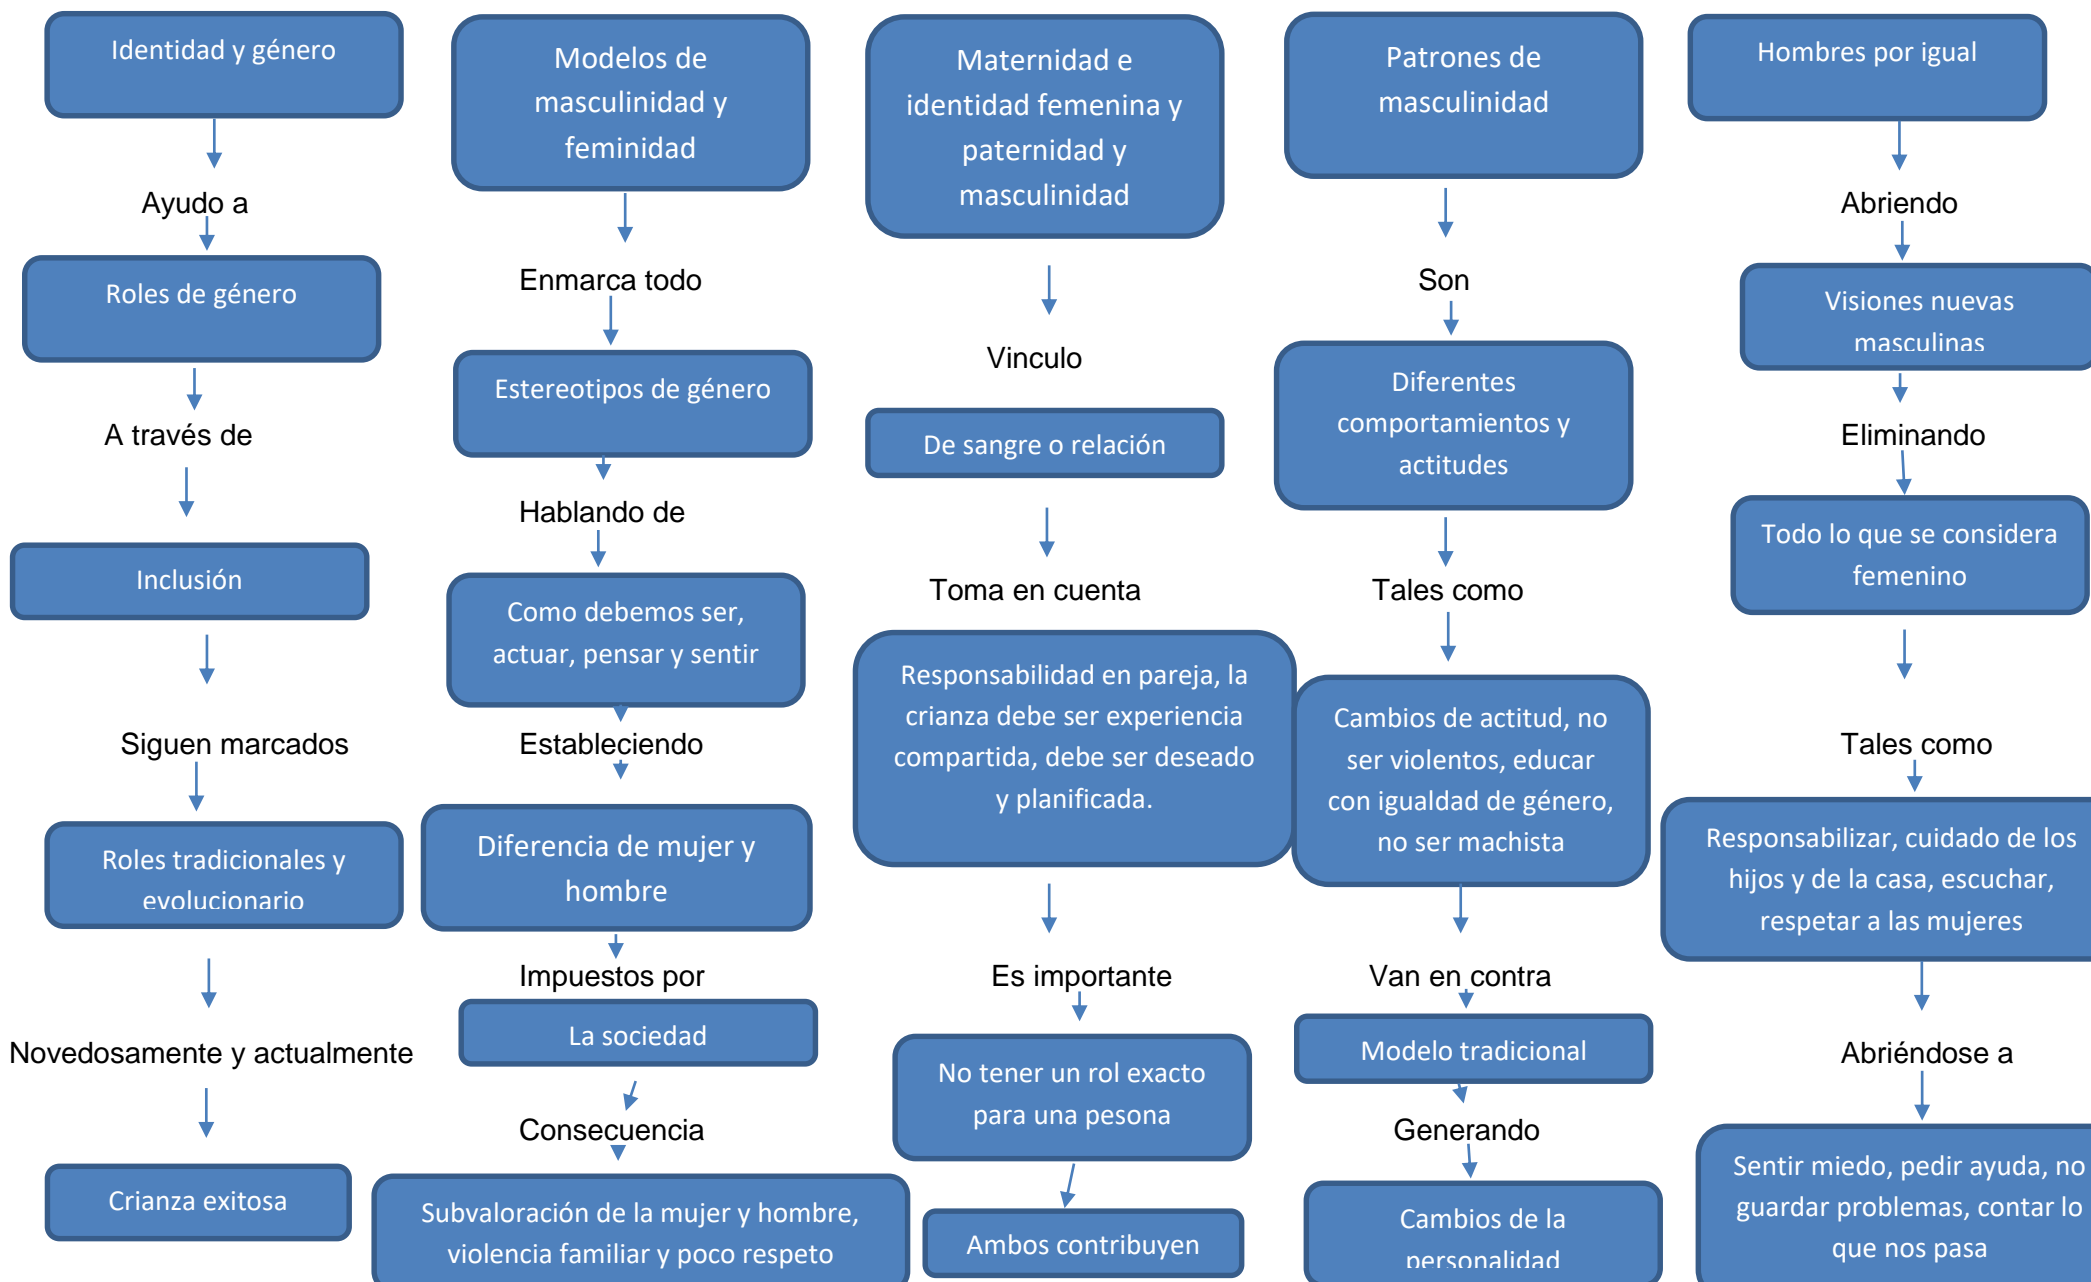 Identidad y género
Ayudo a
Roles de género
A través de
Inclusión
Siguen marcados
Roles tradicionales y
evolucionario
Novedosamente y actualmente
Crianza exitosa
Modelos de
masculinidad y
feminidad
Enmarca todo
Estereotipos de género
Hablando de
Como debemos ser,
actuar, pensar y sentir
Estableciendo
Diferencia de mujer y
hombre
Impuestos por
La sociedad
Consecuencia
Subvaloración de la mujer y hombre,
violencia familiar y poco respeto
Maternidad e
identidad femenina y
paternidad y
masculinidad
Vinculo
De sangre o relación
Toma en cuenta
Responsabilidad en pareja, la
crianza debe ser experiencia
compartida, debe ser deseado
y planificada.
Es importante
No tener un rol exacto
para una pesona
Ambos contribuyen
Patrones de
masculinidad
Son
Diferentes
comportamientos y
actitudes
Tales como
Cambios de actitud, no
ser violentos, educar
con igualdad de género,
no ser machista
Van en contra
Modelo tradicional
Generando
Cambios de la
personalidad
Hombres por igual
Abriendo
Visiones nuevas
masculinas
Eliminando
Todo lo que se considera
femenino
Tales como
Responsabilizar, cuidado de los
hijos y de la casa, escuchar,
respetar a las mujeres
Abriéndose a
Sentir miedo, pedir ayuda, no
guardar problemas, contar lo
que nos pasa